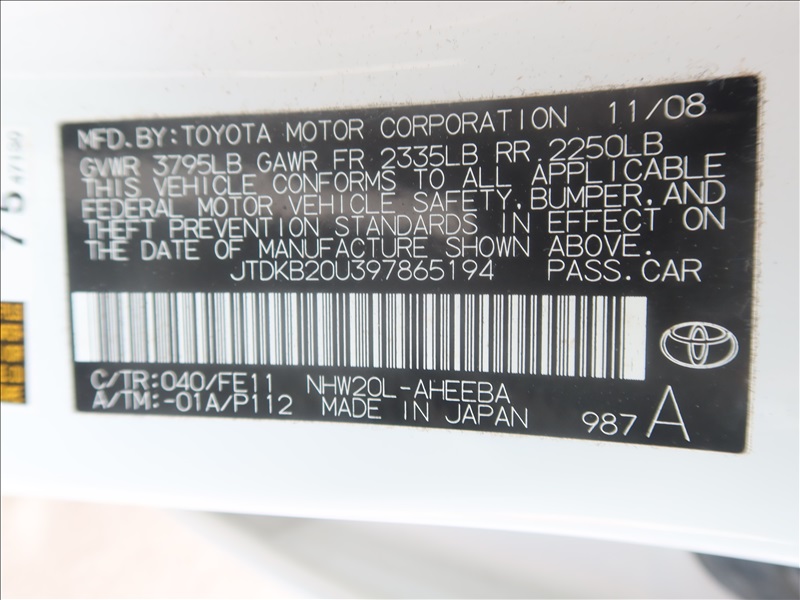 MFD. BY: TOYOTA MOTOR CORPORATION 11/08
GVWR 3795LB GAWR FR 2335LB RR 2250LB
THIS VEHICLE CONFORMS TO ALL APPLICABLE
FEDERAL MOTOR VEHICLE SAFETY, BUMPER, AND
THEFT PREVENTION STANDARDS IN EFFECT ON
THE DATE OF MANUFACTURE SHOWN ABOVE.
JTDKB20U397865194 PASS. CAR
C/TR: 040/FE11 NHW20L-AHEEBA
A/TM: -01A/P112 MADE IN JAPAN 987 A
75
47190